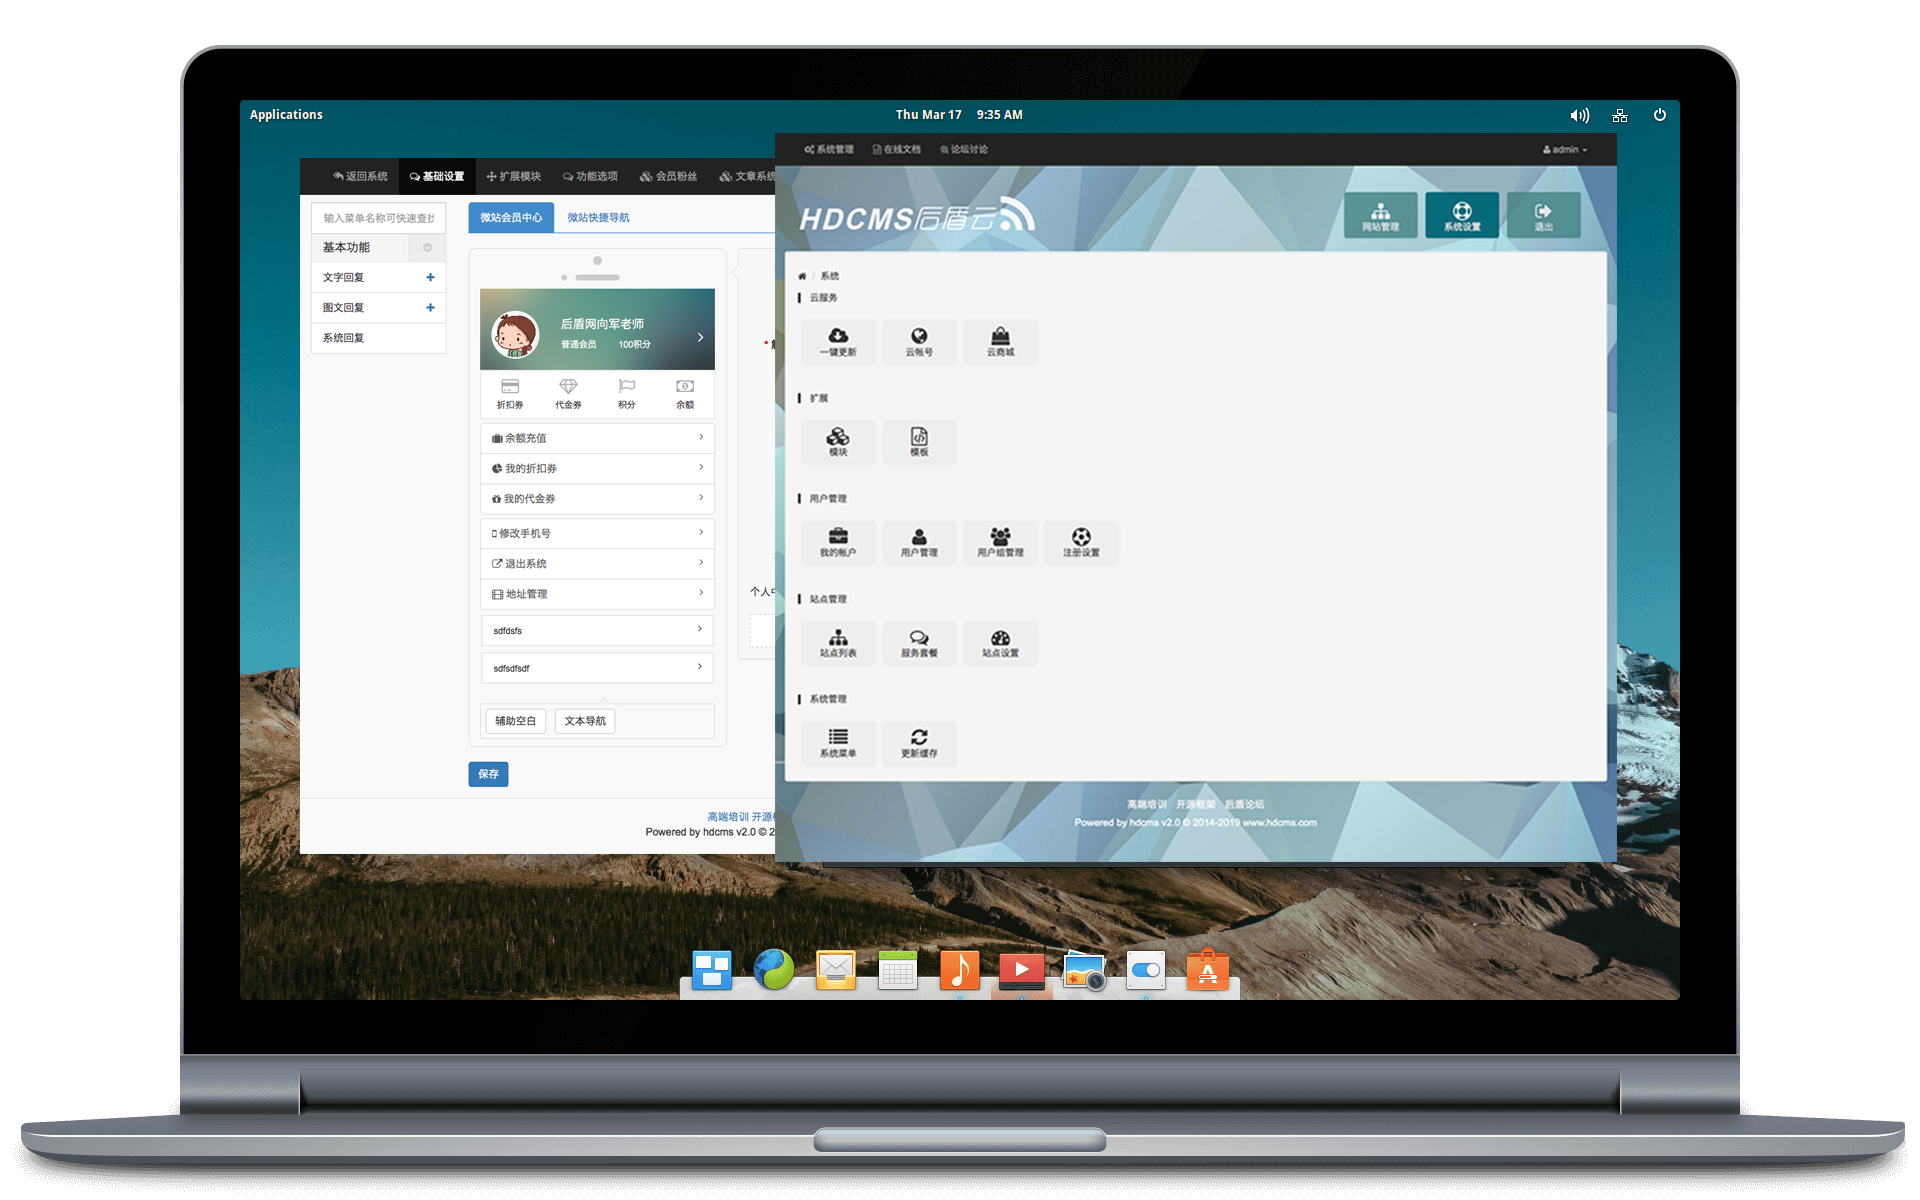 Applications
Thu Mar 17 9:35 AM
返回系统 基础设置 扩展模块 功能选项 会员粉丝 文章系统
输入菜单名称可快速查找
基本功能
文字回复
图文回复
系统回复
微站会员中心 微站快捷导航
后盾网向军老师
普通会员 100积分
折扣券 代金券 积分 余额
余额充值
我的折扣券
我的代金券
修改手机号
退出系统
地址管理
sdfdsfs
sdfsdfsdf
辅助空白 文本导航
保存
个人中
高端培训 开源
Powered by hdcms v2.0 © 2
系统管理 在线文档 论坛讨论 admin
HDCMS后盾云
网站管理 系统设置 退出
/ 系统
云服务
一键更新 云帐号 云商城
扩展
模块 模板
用户管理
我的帐户 用户管理 用户组管理 注册设置
站点管理
站点列表 服务套餐 站点设置
系统管理
系统菜单 更新缓存
高端培训 开源框架 后盾论坛
Powered by hdcms v2.0 © 2014-2019 www.hdcms.com